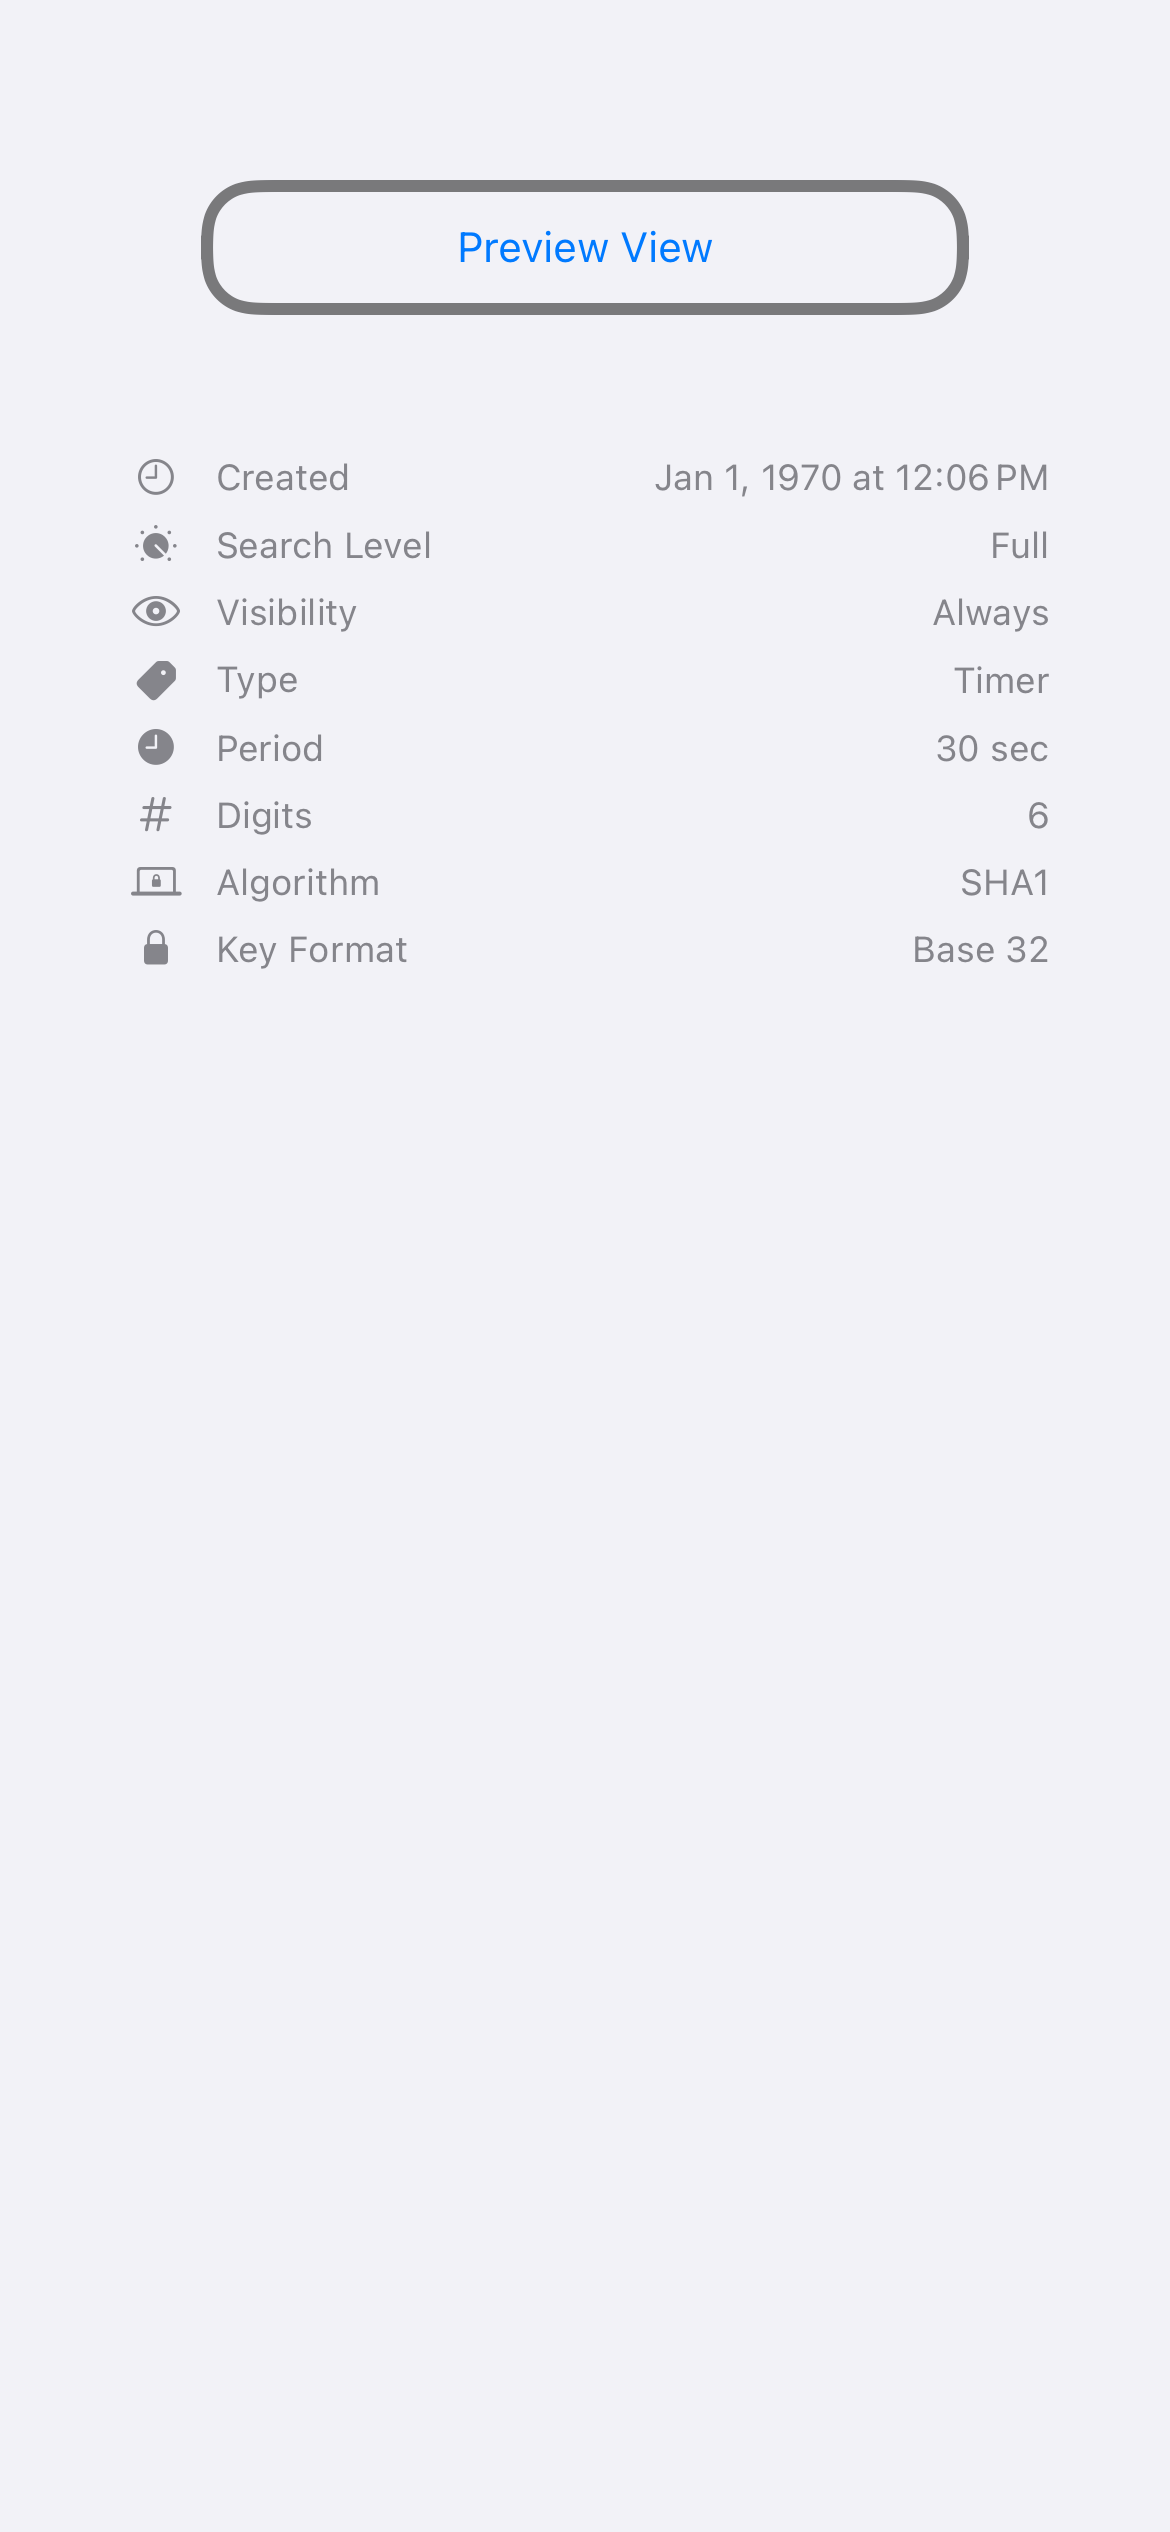 Preview View
Created Jan 1, 1970 at 12:06 PM
Search Level Full
Visibility Always
Type Timer
Period 30 sec
Digits 6
Algorithm SHA1
Key Format Base 32